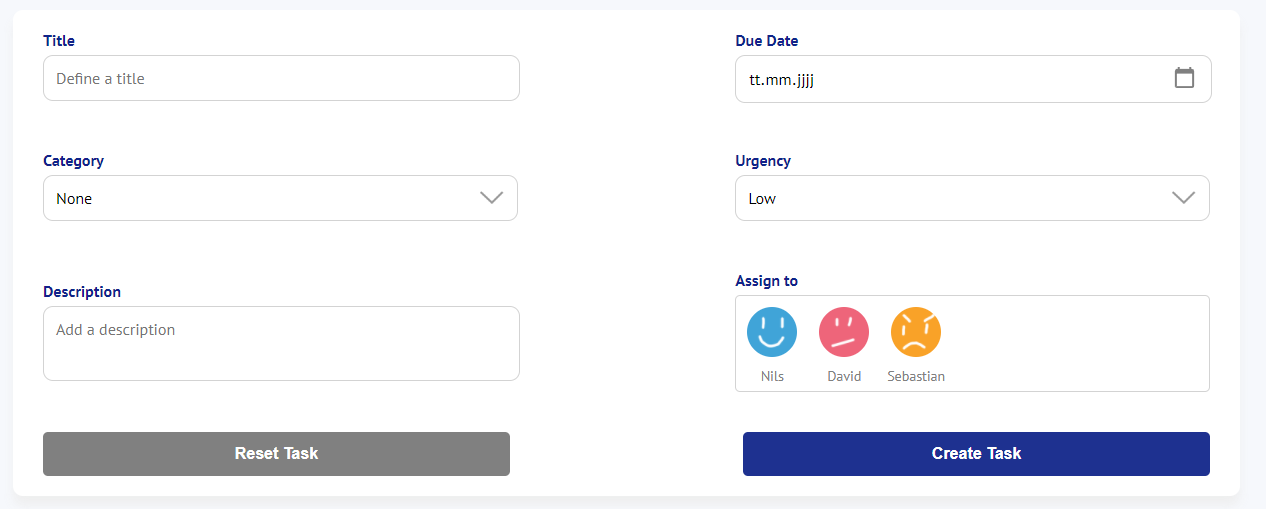 Title
Due Date
Define a title
tt.mm.jjjj
Category
Urgency
None
Low
Description
Assign to
Add a description
Nils
David
Sebastian
Reset Task
Create Task